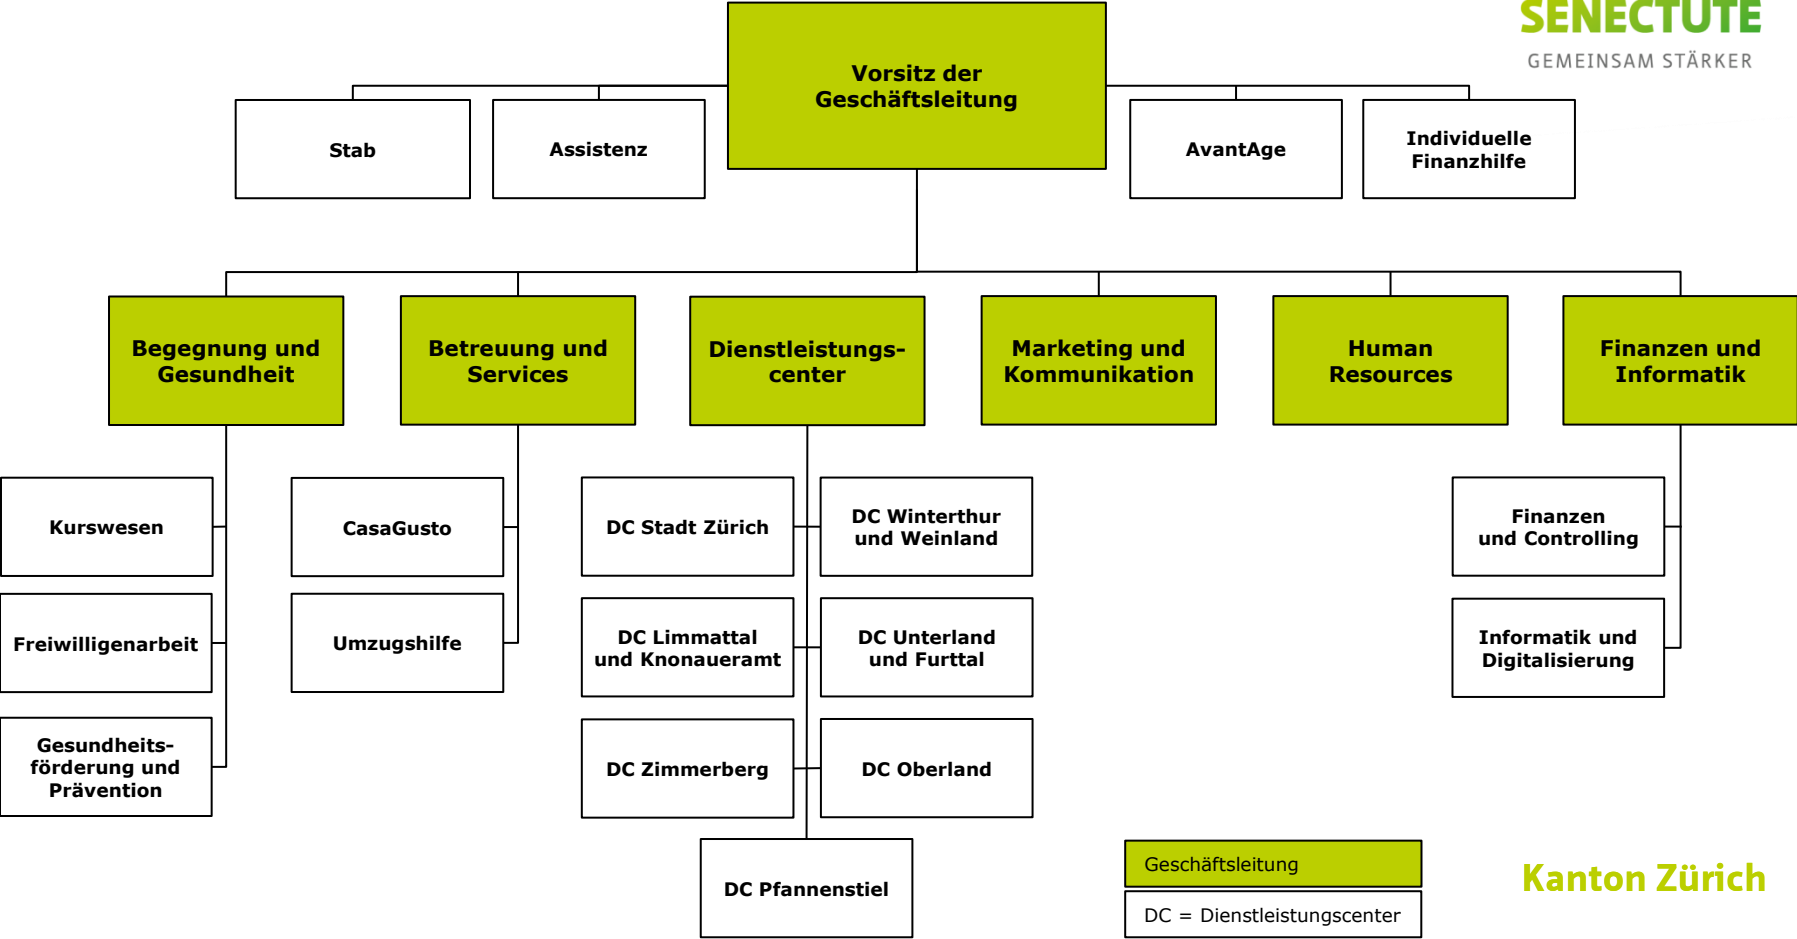 SENECTUTE
GEMEINSAM STÄRKER
Vorsitz der
Geschäftsleitung
Stab
Assistenz
AvantAge
Individuelle
Finanzhilfe
Begegnung und
Gesundheit
Betreuung und
Services
Dienstleistungs-
center
Marketing und
Kommunikation
Human
Resources
Finanzen und
Informatik
Kurswesen
Freiwilligenarbeit
Gesundheits-
förderung und
Prävention
CasaGusto
Umzugshilfe
DC Stadt Zürich
DC Winterthur
und Weinland
DC Limmattal
und Knonaueramt
DC Unterland
und Furttal
DC Zimmerberg
DC Oberland
DC Pfannenstiel
Finanzen
und Controlling
Informatik und
Digitalisierung
Geschäftsleitung
DC = Dienstleistungscenter
Kanton Zürich